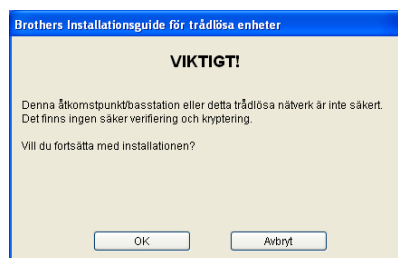 Brothers Installationsguide för trådlösa enheter
VIKTIGT!
Denna åtkomstpunkt/basstation eller detta trådlösa nätverk är inte säkert.
Det finns ingen säker verifiering och kryptering.
Vill du fortsätta med installationen?
OK
Avbryt